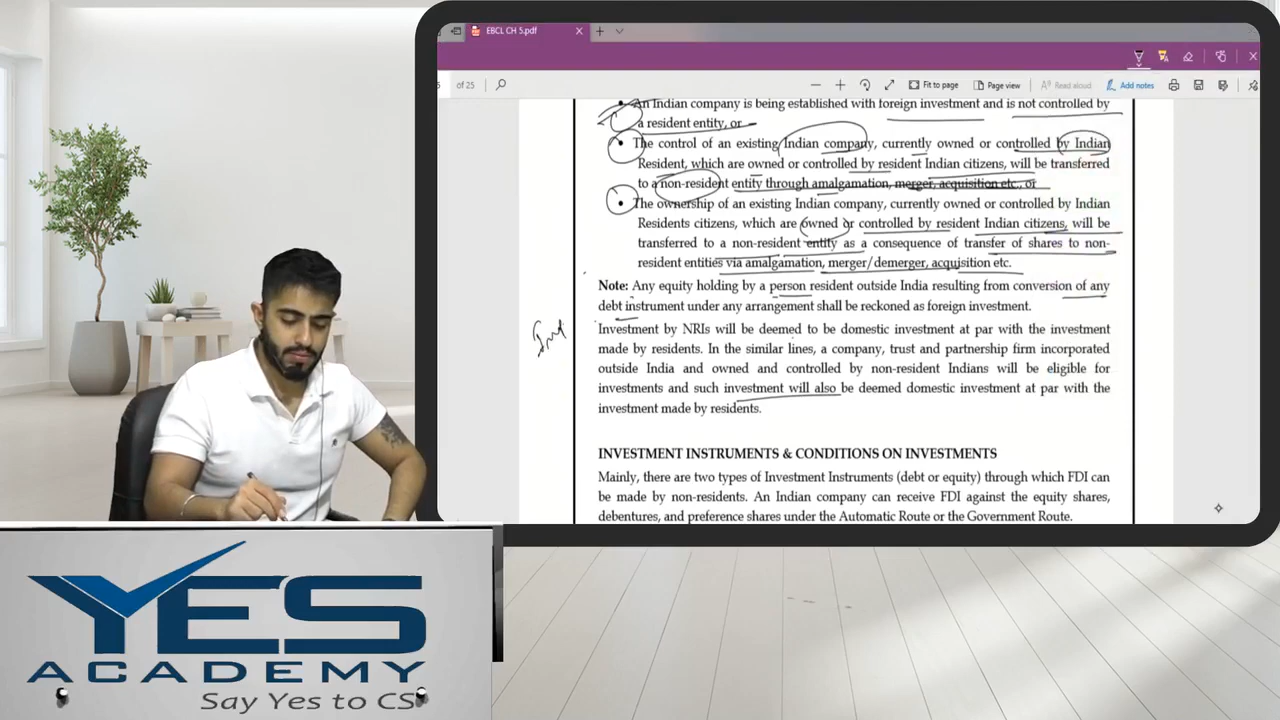 EBCL CH 5.pdf
of 25
Fit to page
Page view
Read aloud
Add notes
An Indian company is being established with foreign investment and is not controlled by
a resident entity, or
The control of an existing Indian company, currently owned or controlled by Indian
Resident, which are owned or controlled by resident Indian citizens, will be transferred
to a non-resident entity through amalgamation, merger, acquisition etc., or
The ownership of an existing Indian company, currently owned or controlled by Indian
Residents citizens, which are owned or controlled by resident Indian citizens, will be
transferred to a non-resident entity as a consequence of transfer of shares to non-
resident entities via amalgamation, merger/demerger, acquisition etc.
Note: Any equity holding by a person resident outside India resulting from conversion of any
debt instrument under any arrangement shall be reckoned as foreign investment.
Investment by NRIs will be deemed to be domestic investment at par with the investment
made by residents. In the similar lines, a company, trust and partnership firm incorporated
outside India and owned and controlled by non-resident Indians will be eligible for
investments and such investment will also be deemed domestic investment at par with the
investment made by residents.
INVESTMENT INSTRUMENTS & CONDITIONS ON INVESTMENTS
Mainly, there are two types of Investment Instruments (debt or equity) through which FDI can
be made by non-residents. An Indian company can receive FDI against the equity shares,
debentures, and preference shares under the Automatic Route or the Government Route.
YES
ACADEMY
Say Yes to CS